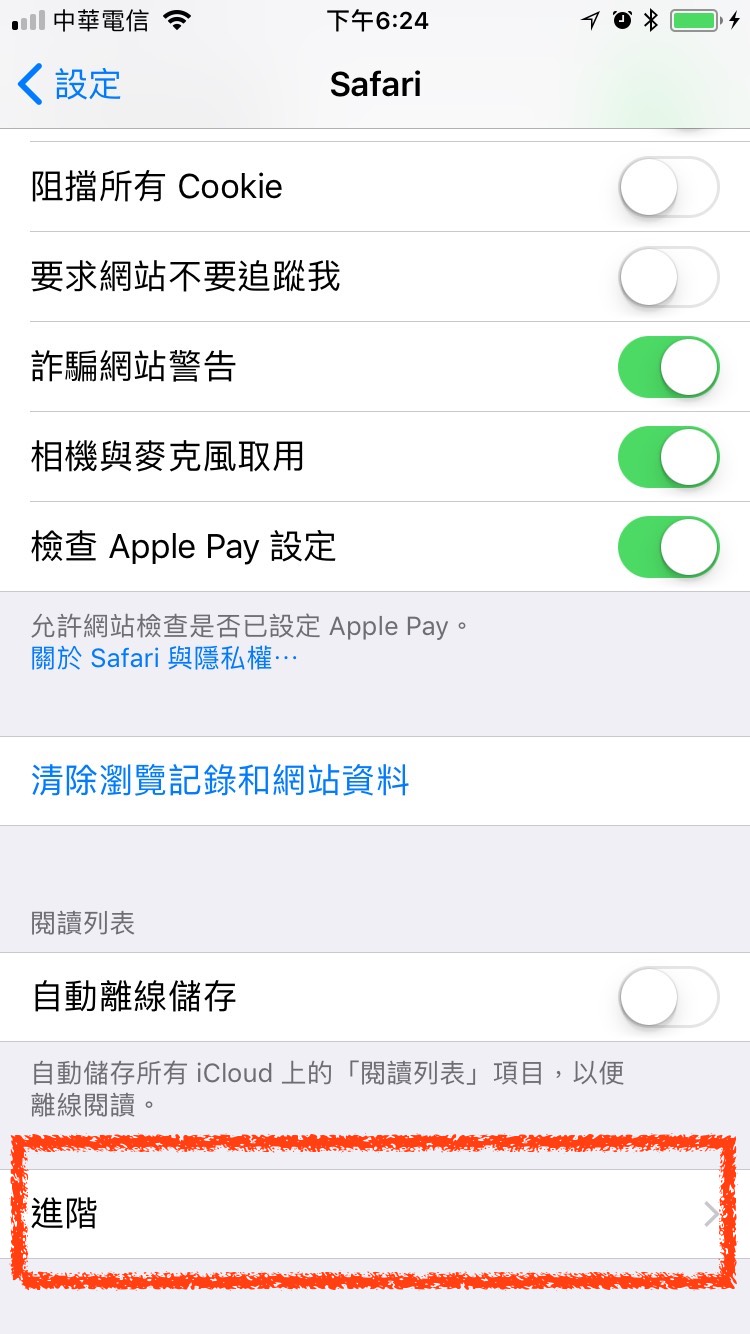 中華電信 下午6:24
設定 Safari
阻擋所有 Cookie
要求網站不要追蹤我
詐騙網站警告
相機與麥克風取用
檢查 Apple Pay 設定
允許網站檢查是否已設定 Apple Pay。
關於 Safari 與隱私權⋯
清除瀏覽記錄和網站資料
閱讀列表
自動離線儲存
自動儲存所有 iCloud 上的「閱讀列表」項目，以便
離線閱讀。
進階